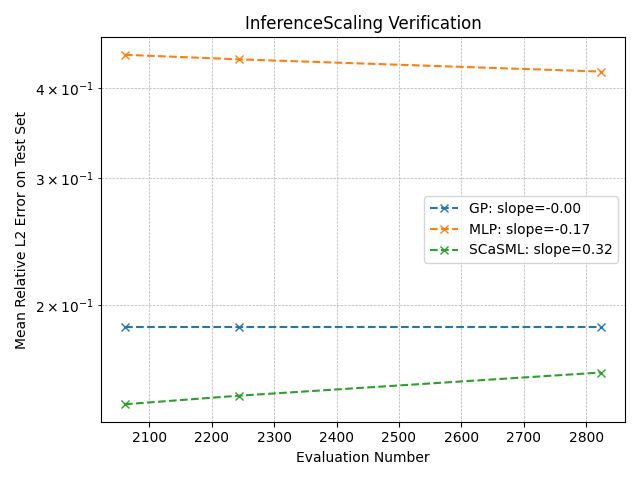 InferenceScaling Verification
Mean Relative L2 Error on Test Set
4 × 10⁻¹
3 × 10⁻¹
2 × 10⁻¹
GP: slope=-0.00
MLP: slope=-0.17
SCaSML: slope=0.32
2100 2200 2300 2400 2500 2600 2700 2800
Evaluation Number